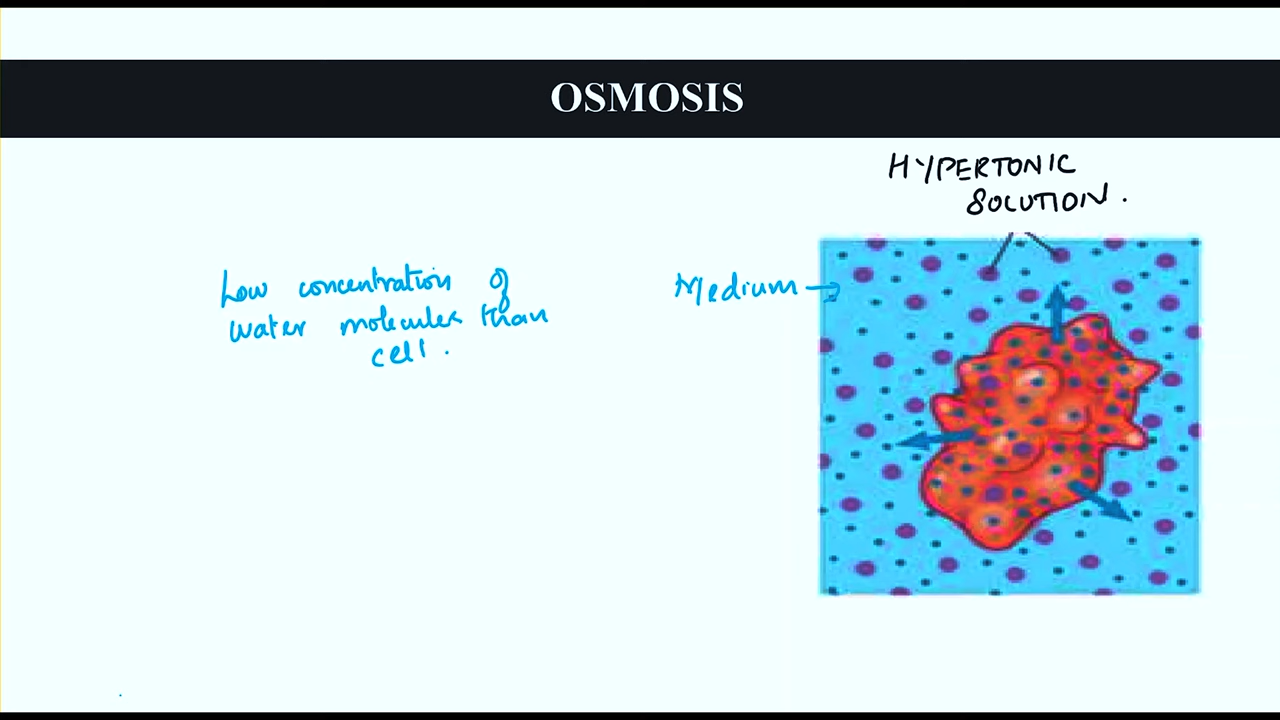 OSMOSIS
HYPERTONIC
SOLUTION.
Low concentration of
water molecules than
cell.
Medium →